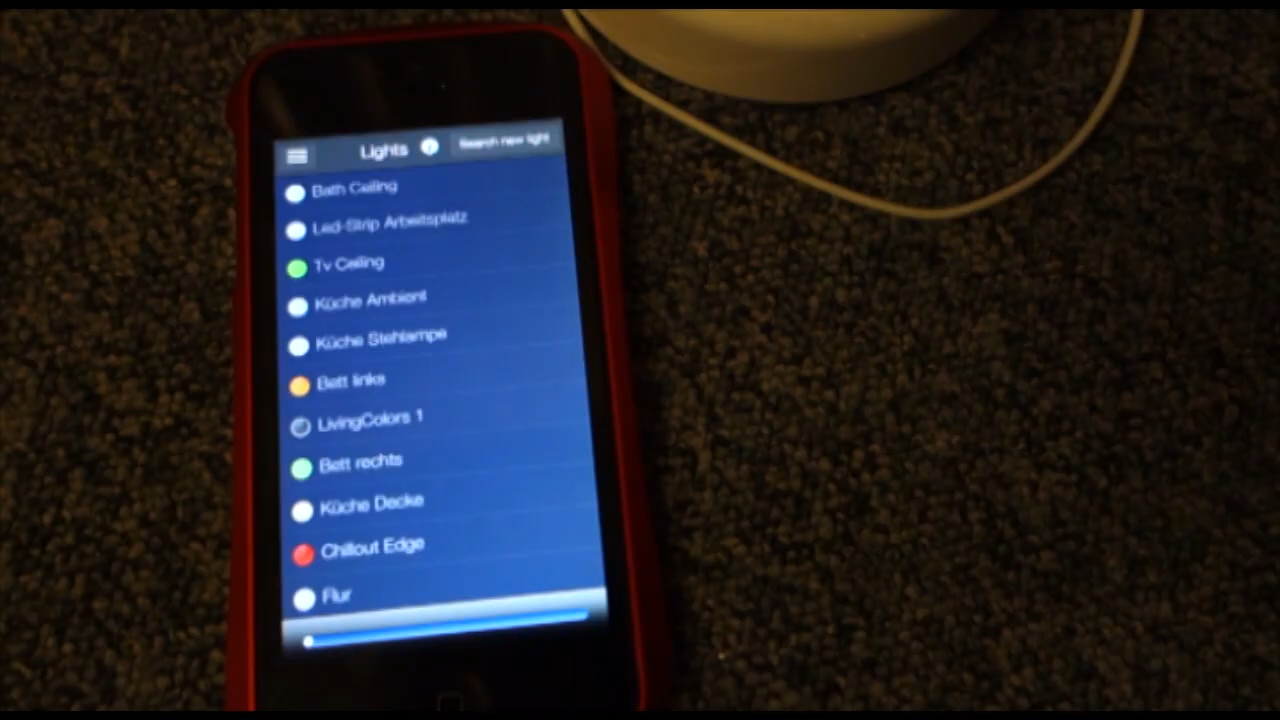 Lights
Search new light
Bath Ceiling
Led-Strip Arbeitsplatz
Tv Ceiling
Küche Ambient
Küche Stehlampe
Bett links
LivingColors 1
Bett rechts
Küche Decke
Chillout Edge
Flur